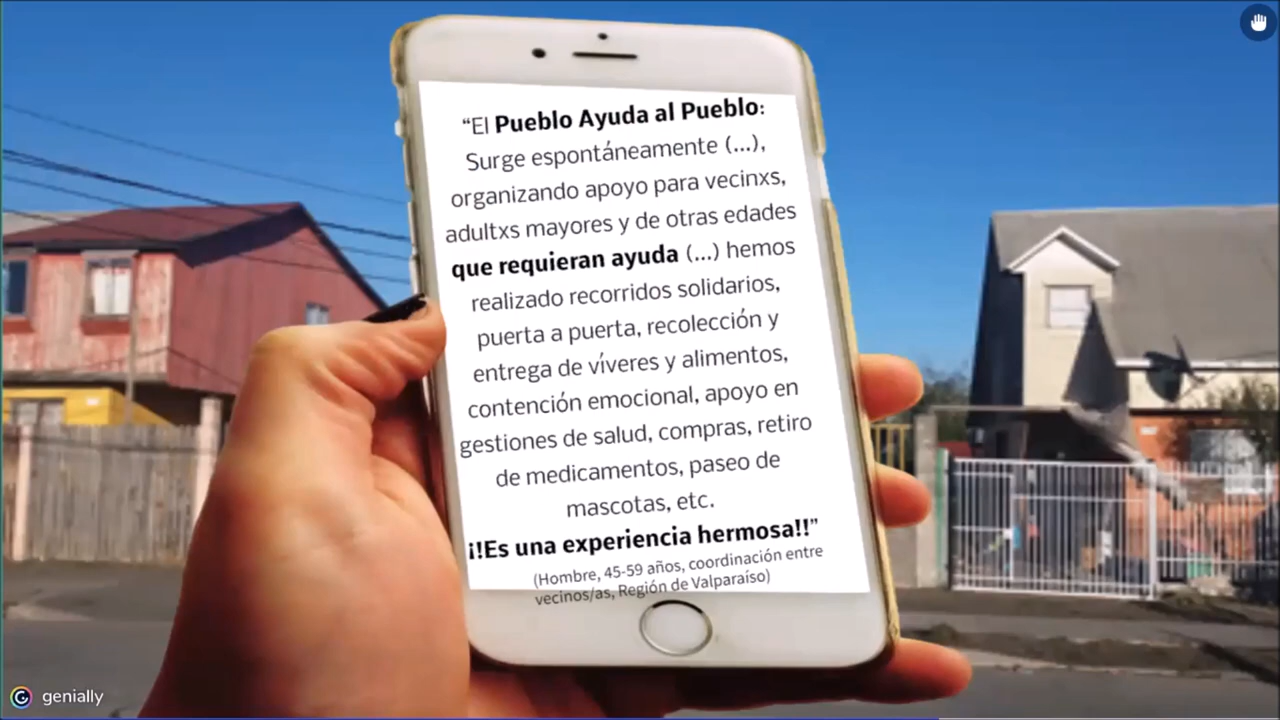 “El Pueblo Ayuda al Pueblo:
Surge espontáneamente (...),
organizando apoyo para vecinxs,
adultxs mayores y de otras edades
que requieran ayuda (...) hemos
realizado recorridos solidarios,
puerta a puerta, recolección y
entrega de víveres y alimentos,
contención emocional, apoyo en
gestiones de salud, compras, retiro
de medicamentos, paseo de
mascotas, etc.
¡!Es una experiencia hermosa!!”
(Hombre, 45-59 años, coordinación entre
vecinos/as, Región de Valparaíso)
genially